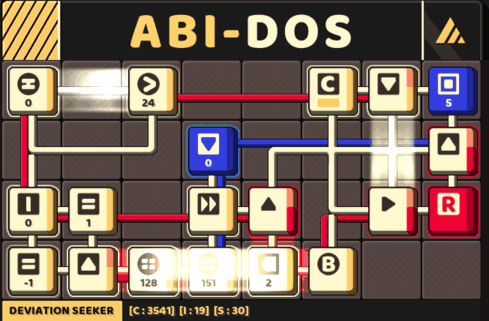 ABI-DOS
0
24
C
5
0
0
1
R
-1
128
151
2
B
DEVIATION SEEKER [C:3541] [I:19] [S:30]